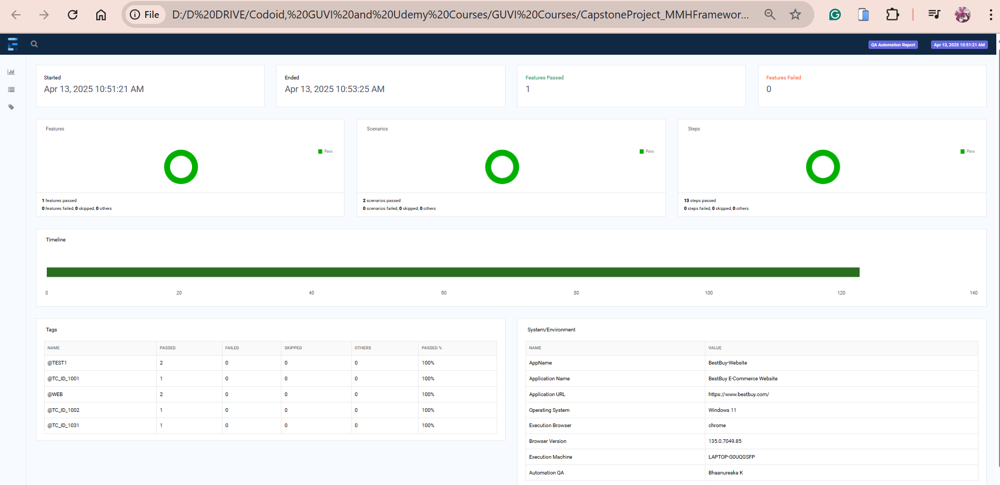 File D:/D%20DRIVE/Codoid,%20GUVI%20and%20Udemy%20Courses/GUVI%20Courses/CapstoneProject_MMHFramewor...
QA Automation Report Apr 13, 2025 10:51:21 AM
Started
Apr 13, 2025 10:51:21 AM
Ended
Apr 13, 2025 10:53:25 AM
Features Passed
1
Features Failed
0
Features
Pass
1 features passed
0 features failed, 0 skipped, 0 others
Scenarios
Pass
2 scenarios passed
0 scenarios failed, 0 skipped, 0 others
Steps
Pass
13 steps passed
0 steps failed, 0 skipped, 0 others
Timeline
0 20 40 60 80 100 120 140
Tags
NAME PASSED FAILED SKIPPED OTHERS PASSED %
@TEST1 2 0 0 0 100%
@TC_ID_1001 1 0 0 0 100%
@WEB 2 0 0 0 100%
@TC_ID_1002 1 0 0 0 100%
@TC_ID_1031 1 0 0 0 100%
System/Environment
NAME VALUE
AppName BestBuy-Website
Application Name BestBuy E-Commerce Website
Application URL https://www.bestbuy.com/
Operating System Windows 11
Execution Browser chrome
Browser Version 135.0.7049.85
Execution Machine LAPTOP-G0UQGSFP
Automation QA Bhaanureaka K